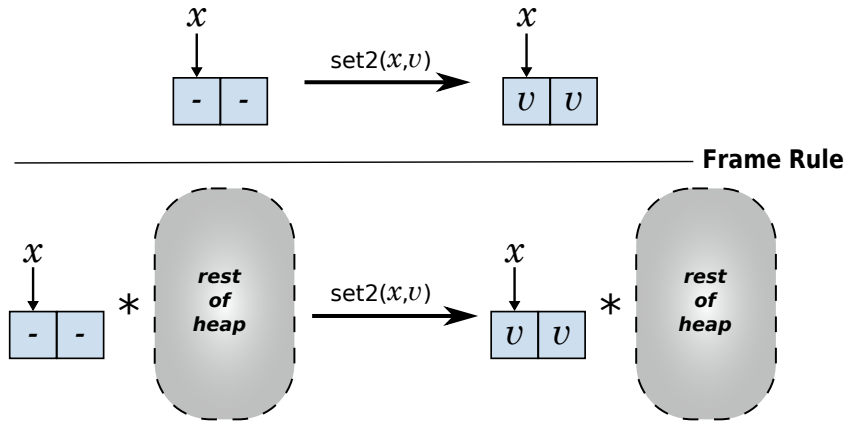 x
x
set2(x,v)
- -
v v
Frame Rule
x
x
rest
of
heap
rest
of
heap
set2(x,v)
- -
*
v v
*